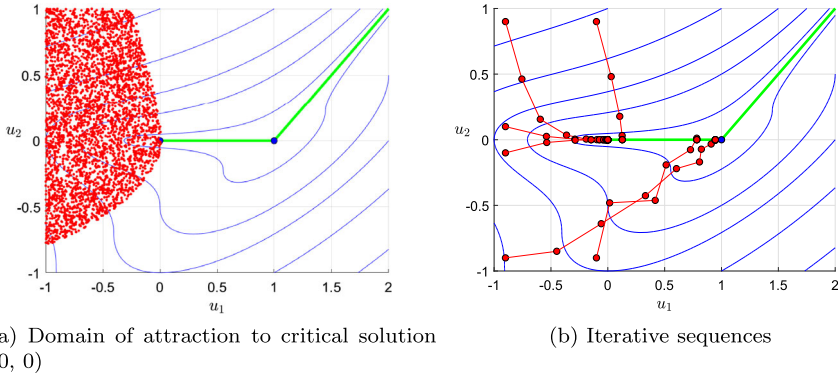 1
0.5
u2
0
-0.5
-1
-1 -0.5 0 0.5 1 1.5 2
u1
1
0.5
u2
0
-0.5
-1
-1 -0.5 0 0.5 1 1.5 2
u1
a) Domain of attraction to critical solution
0, 0)
(b) Iterative sequences